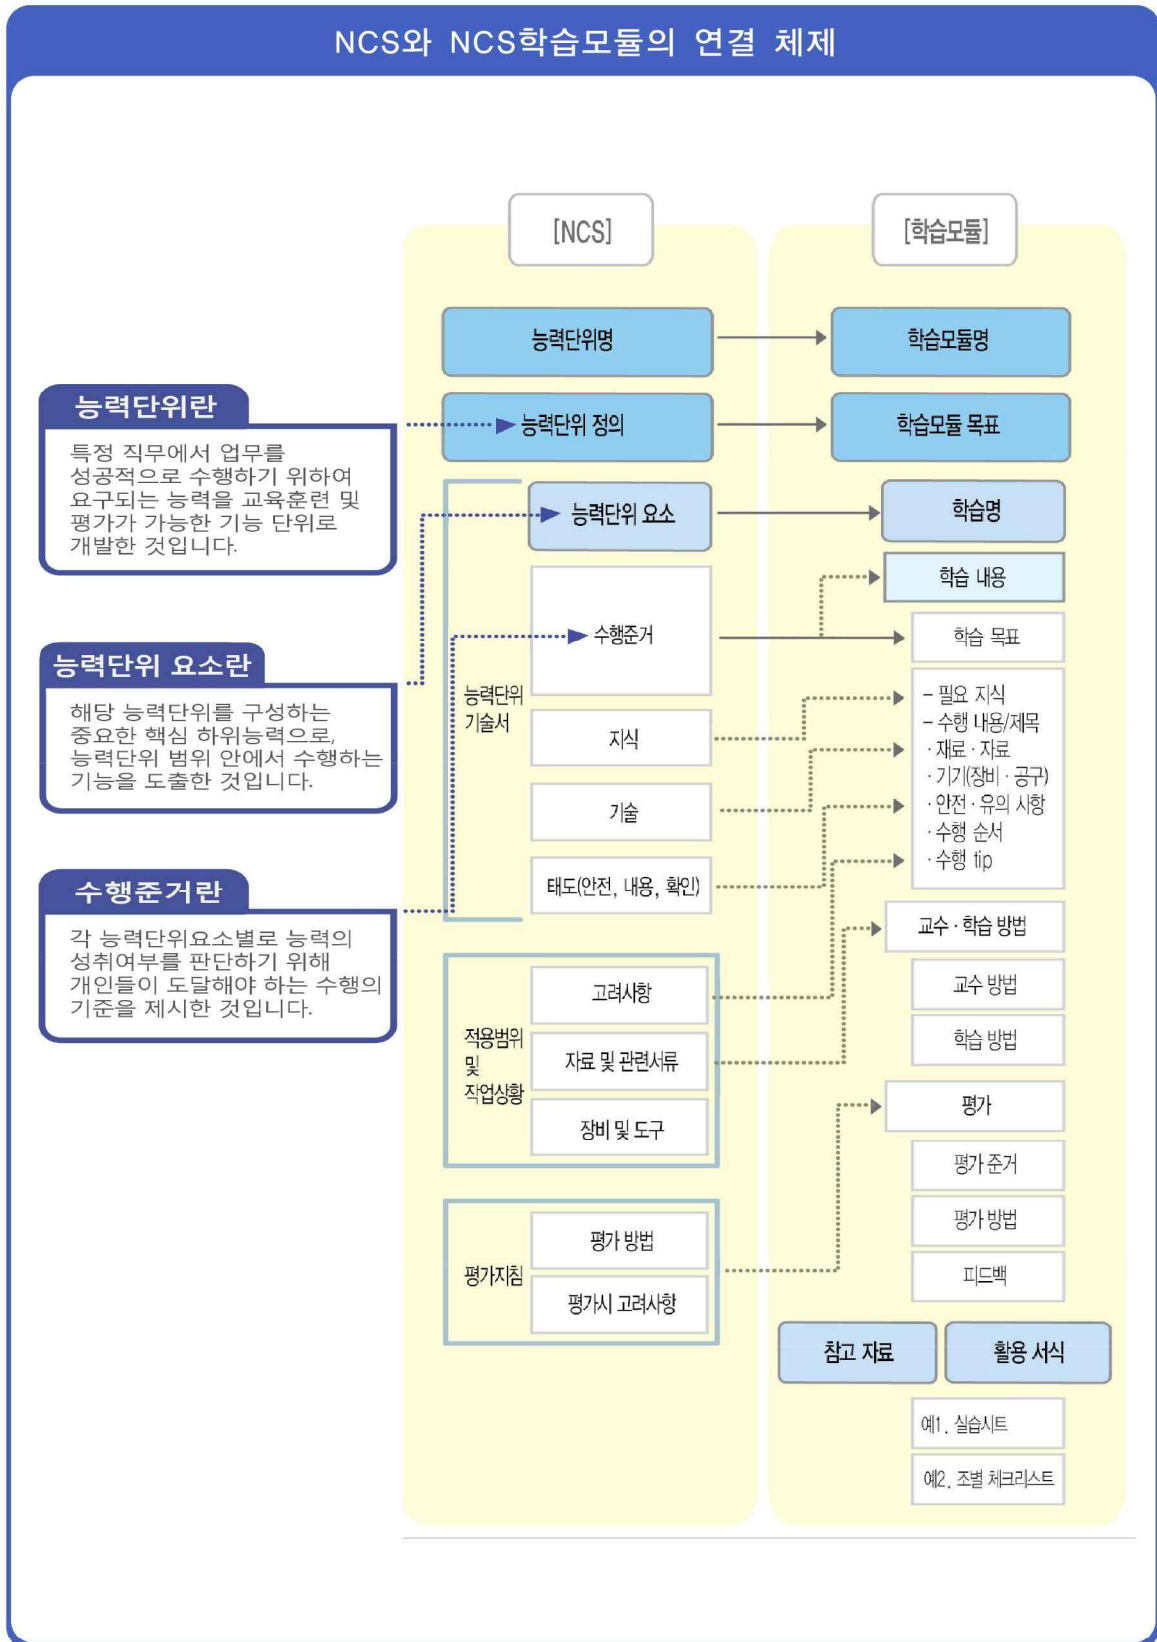 NCS와 NCS학습모듈의 연결 체제
[NCS]
[학습모듈]
능력단위명
학습모듈명
능력단위란
특정 직무에서 업무를
성공적으로 수행하기 위하여
요구되는 능력을 교육훈련 및
평가가 가능한 기능 단위로
개발한 것입니다.
능력단위 정의
학습모듈 목표
능력단위 요소
학습명
학습 내용
수행준거
학습 목표
능력단위 요소란
해당 능력단위를 구성하는
중요한 핵심 하위능력으로,
능력단위 범위 안에서 수행하는
기능을 도출한 것입니다.
능력단위
기술서
지식
기술
태도(안전, 내용, 확인)
- 필요 지식
- 수행 내용/제목
· 재료 · 자료
· 기기(장비 · 공구)
· 안전 · 유의 사항
· 수행 순서
· 수행 tip
수행준거란
각 능력단위요소별로 능력의
성취여부를 판단하기 위해
개인들이 도달해야 하는 수행의
기준을 제시한 것입니다.
교수 · 학습 방법
교수 방법
학습 방법
적용범위
및
작업상황
고려사항
자료 및 관련서류
장비 및 도구
평가
평가 준거
평가 방법
피드백
평가지침
평가 방법
평가시 고려사항
참고 자료
활용 서식
예1. 실습시트
예2. 조별 체크리스트